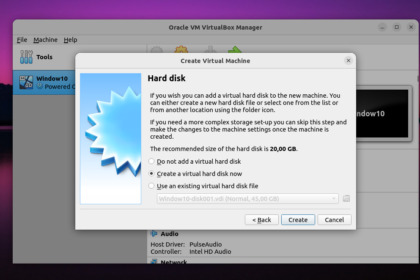 Oracle VM VirtualBox Manager
File Machine Help
Tools
Window10
Powered O
Create Virtual Machine
Hard disk
If you wish you can add a virtual hard disk to the new machine. You
can either create a new hard disk file or select one from the list or
from another location using the folder icon.
If you need a more complex storage set-up you can skip this step and
make the changes to the machine settings once the machine is
created.
The recommended size of the hard disk is 20,00 GB.
Do not add a virtual hard disk
Create a virtual hard disk now
Use an existing virtual hard disk file
Window10-disk001.vdi (Normal, 45,00 GB)
< Back
Create
Cancel
ndow10
Audio
Host Driver: PulseAudio
Controller: Intel HD Audio
Network